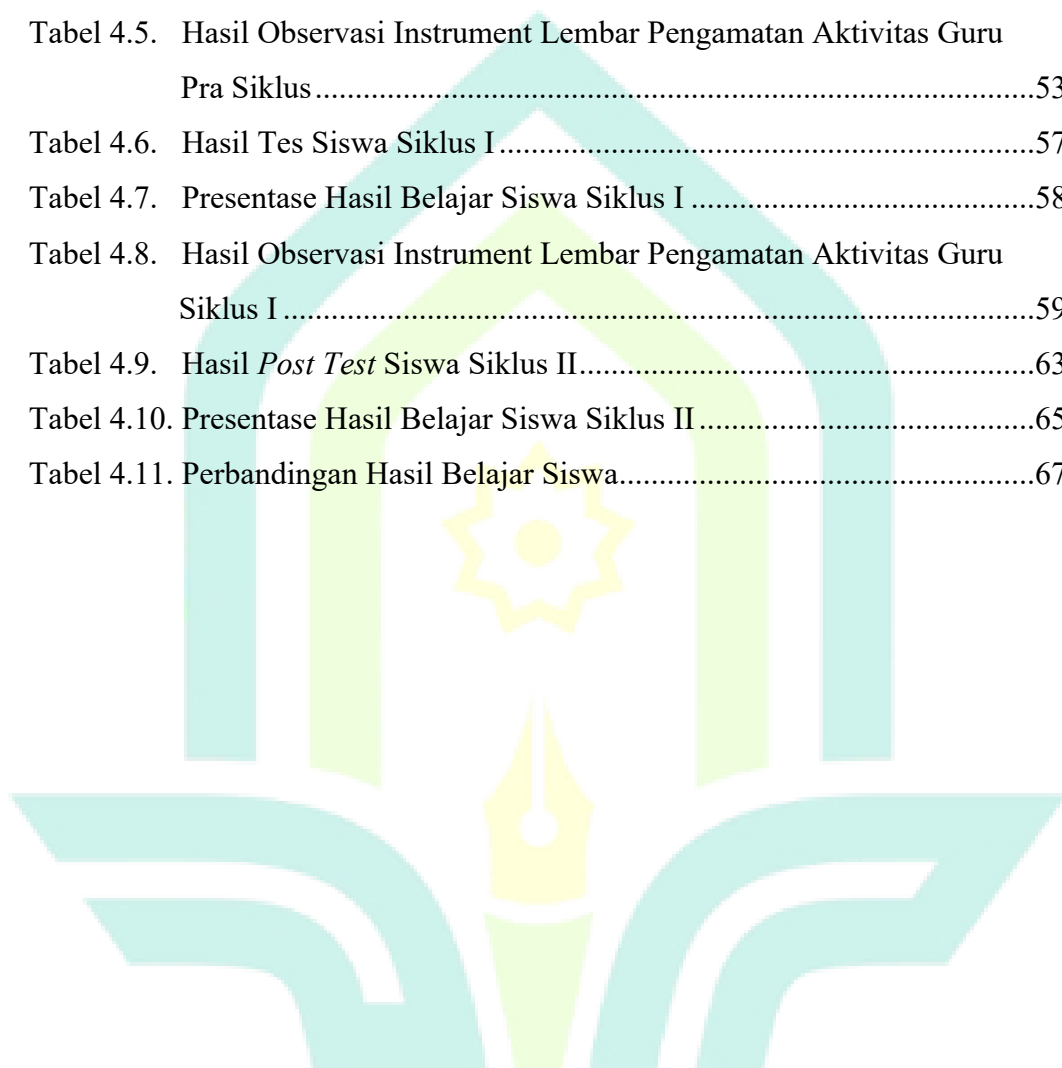 Tabel 4.5. Hasil Observasi Instrument Lembar Pengamatan Aktivitas Guru
Pra Siklus.....................................................................................................53
Tabel 4.6. Hasil Tes Siswa Siklus I...........................................................................57
Tabel 4.7. Presentase Hasil Belajar Siswa Siklus I ................................................58
Tabel 4.8. Hasil Observasi Instrument Lembar Pengamatan Aktivitas Guru
Siklus I ..........................................................................................................59
Tabel 4.9. Hasil Post Test Siswa Siklus II................................................................63
Tabel 4.10. Presentase Hasil Belajar Siswa Siklus II ...............................................65
Tabel 4.11. Perbandingan Hasil Belajar Siswa..........................................................67